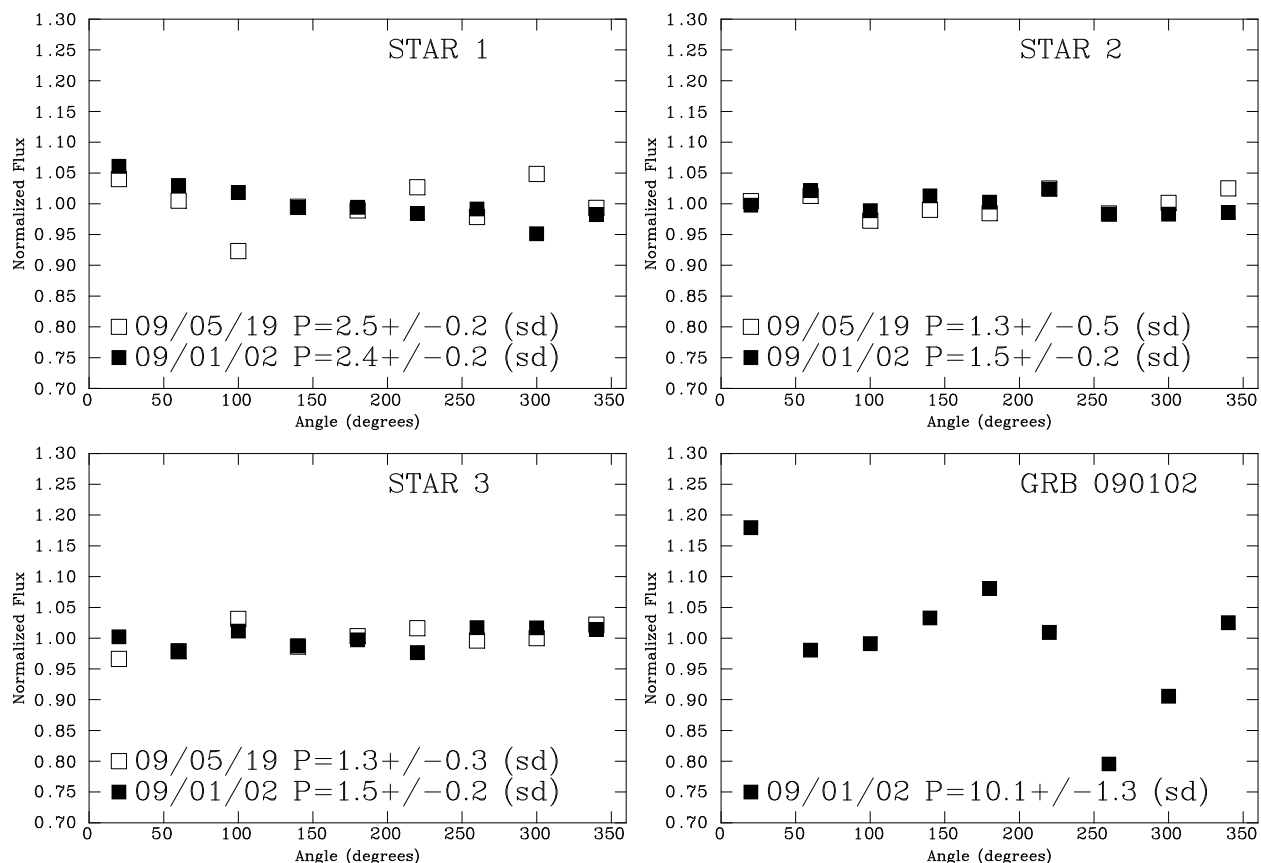 1.30
1.25
1.20
1.15
1.10
1.05
1.00
0.95
0.90
0.85
0.80
0.75
0.70
Normalized Flux
STAR 1
09/05/19 P=2.5+/-0.2 (sd)
09/01/02 P=2.4+/-0.2 (sd)
0 50 100 150 200 250 300 350
Angle (degrees)
1.30
1.25
1.20
1.15
1.10
1.05
1.00
0.95
0.90
0.85
0.80
0.75
0.70
Normalized Flux
STAR 2
09/05/19 P=1.3+/-0.5 (sd)
09/01/02 P=1.5+/-0.2 (sd)
0 50 100 150 200 250 300 350
Angle (degrees)
1.30
1.25
1.20
1.15
1.10
1.05
1.00
0.95
0.90
0.85
0.80
0.75
0.70
Normalized Flux
STAR 3
09/05/19 P=1.3+/-0.3 (sd)
09/01/02 P=1.5+/-0.2 (sd)
0 50 100 150 200 250 300 350
Angle (degrees)
1.30
1.25
1.20
1.15
1.10
1.05
1.00
0.95
0.90
0.85
0.80
0.75
0.70
Normalized Flux
GRB 090102
09/01/02 P=10.1+/-1.3 (sd)
0 50 100 150 200 250 300 350
Angle (degrees)